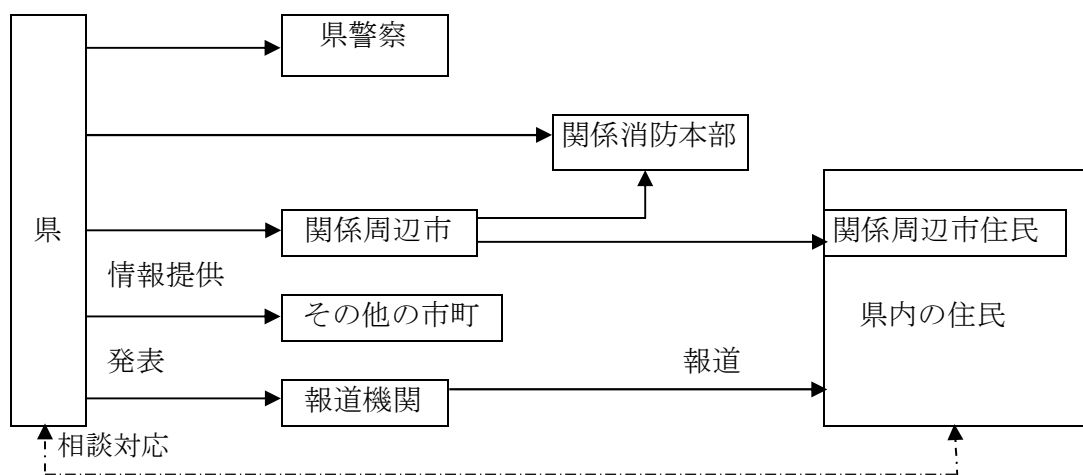 県警察
関係消防本部
県
関係周辺市
関係周辺市住民
情報提供
その他の市町
県内の住民
発表
報道
報道機関
相談対応